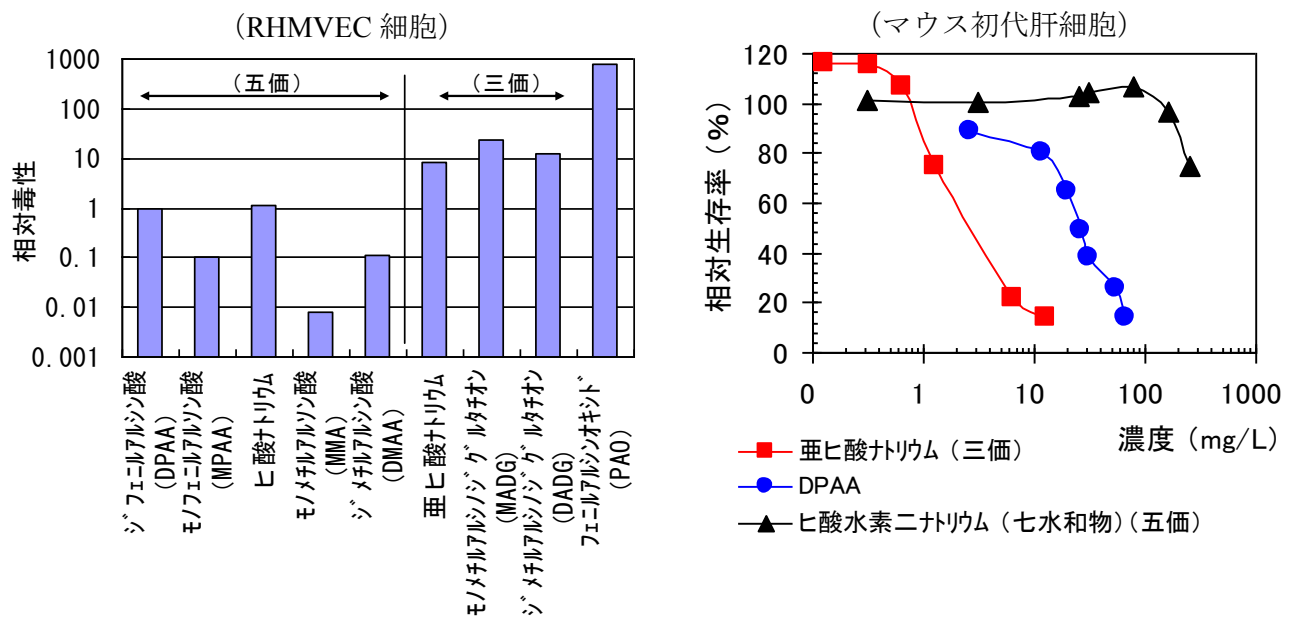 (RHMVEC 細胞)
相対毒性
1000
100
10
1
0.1
0.01
0.001
(五価)
(三価)
ジフェニルアルシン酸
(DPAA)
モノフェニルアルソン酸
(MPAA)
ヒ酸ナトリウム
モノメチルアルソン酸
(MMA)
ジメチルアルシン酸
(DMAA)
亜ヒ酸ナトリウム
モノメチルアルシノジグルタチオン
(MADG)
ジメチルアルシノジグルタチオン
(DADG)
フェニルアルシンオキシド
(PAO)
(マウス初代肝細胞)
相対生存率 (%)
120
100
80
60
40
20
0
0 1 10 100 1000
濃度 (mg/L)
亜ヒ酸ナトリウム (三価)
DPAA
ヒ酸水素二ナトリウム (七水和物) (五価)